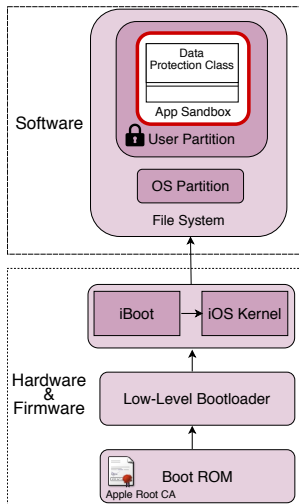 Data
Protection Class
App Sandbox
User Partition
OS Partition
File System
Software
iBoot
iOS Kernel
Hardware
&
Firmware
Low-Level Bootloader
Boot ROM
Apple Root CA